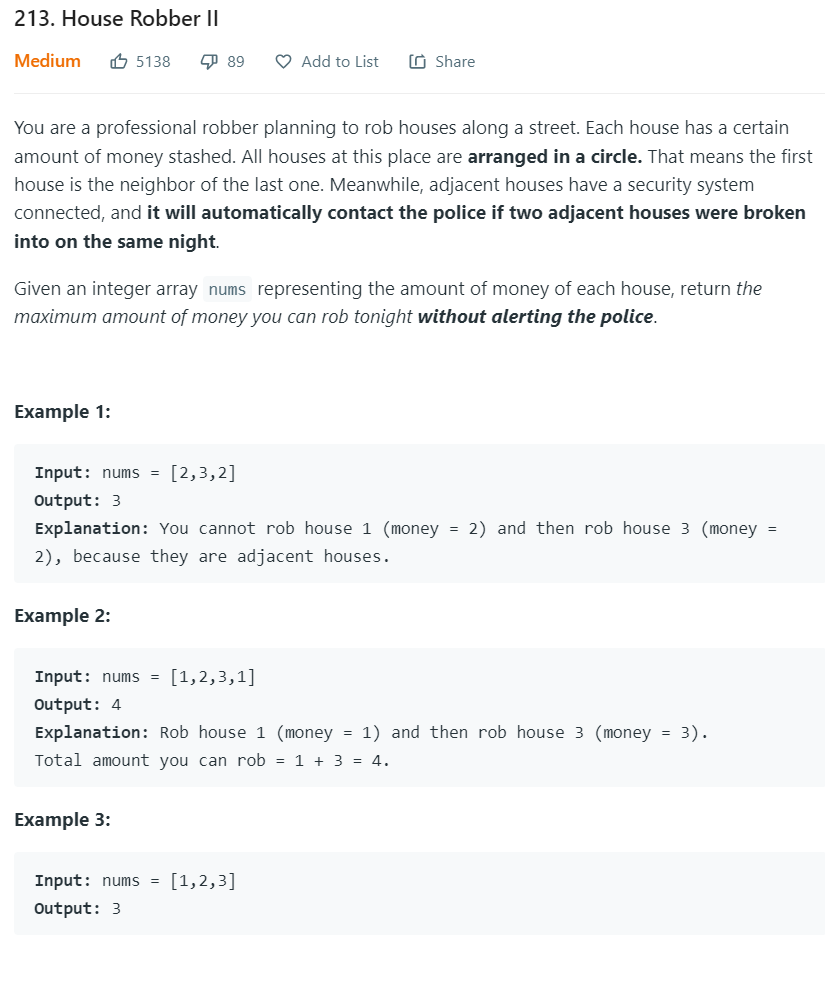 213. House Robber II
Medium 5138 89 Add to List Share
You are a professional robber planning to rob houses along a street. Each house has a certain
amount of money stashed. All houses at this place are arranged in a circle. That means the first
house is the neighbor of the last one. Meanwhile, adjacent houses have a security system
connected, and it will automatically contact the police if two adjacent houses were broken
into on the same night.
Given an integer array nums representing the amount of money of each house, return the
maximum amount of money you can rob tonight without alerting the police.
Example 1:
Input: nums = [2,3,2]
Output: 3
Explanation: You cannot rob house 1 (money = 2) and then rob house 3 (money =
2), because they are adjacent houses.
Example 2:
Input: nums = [1,2,3,1]
Output: 4
Explanation: Rob house 1 (money = 1) and then rob house 3 (money = 3).
Total amount you can rob = 1 + 3 = 4.
Example 3:
Input: nums = [1,2,3]
Output: 3